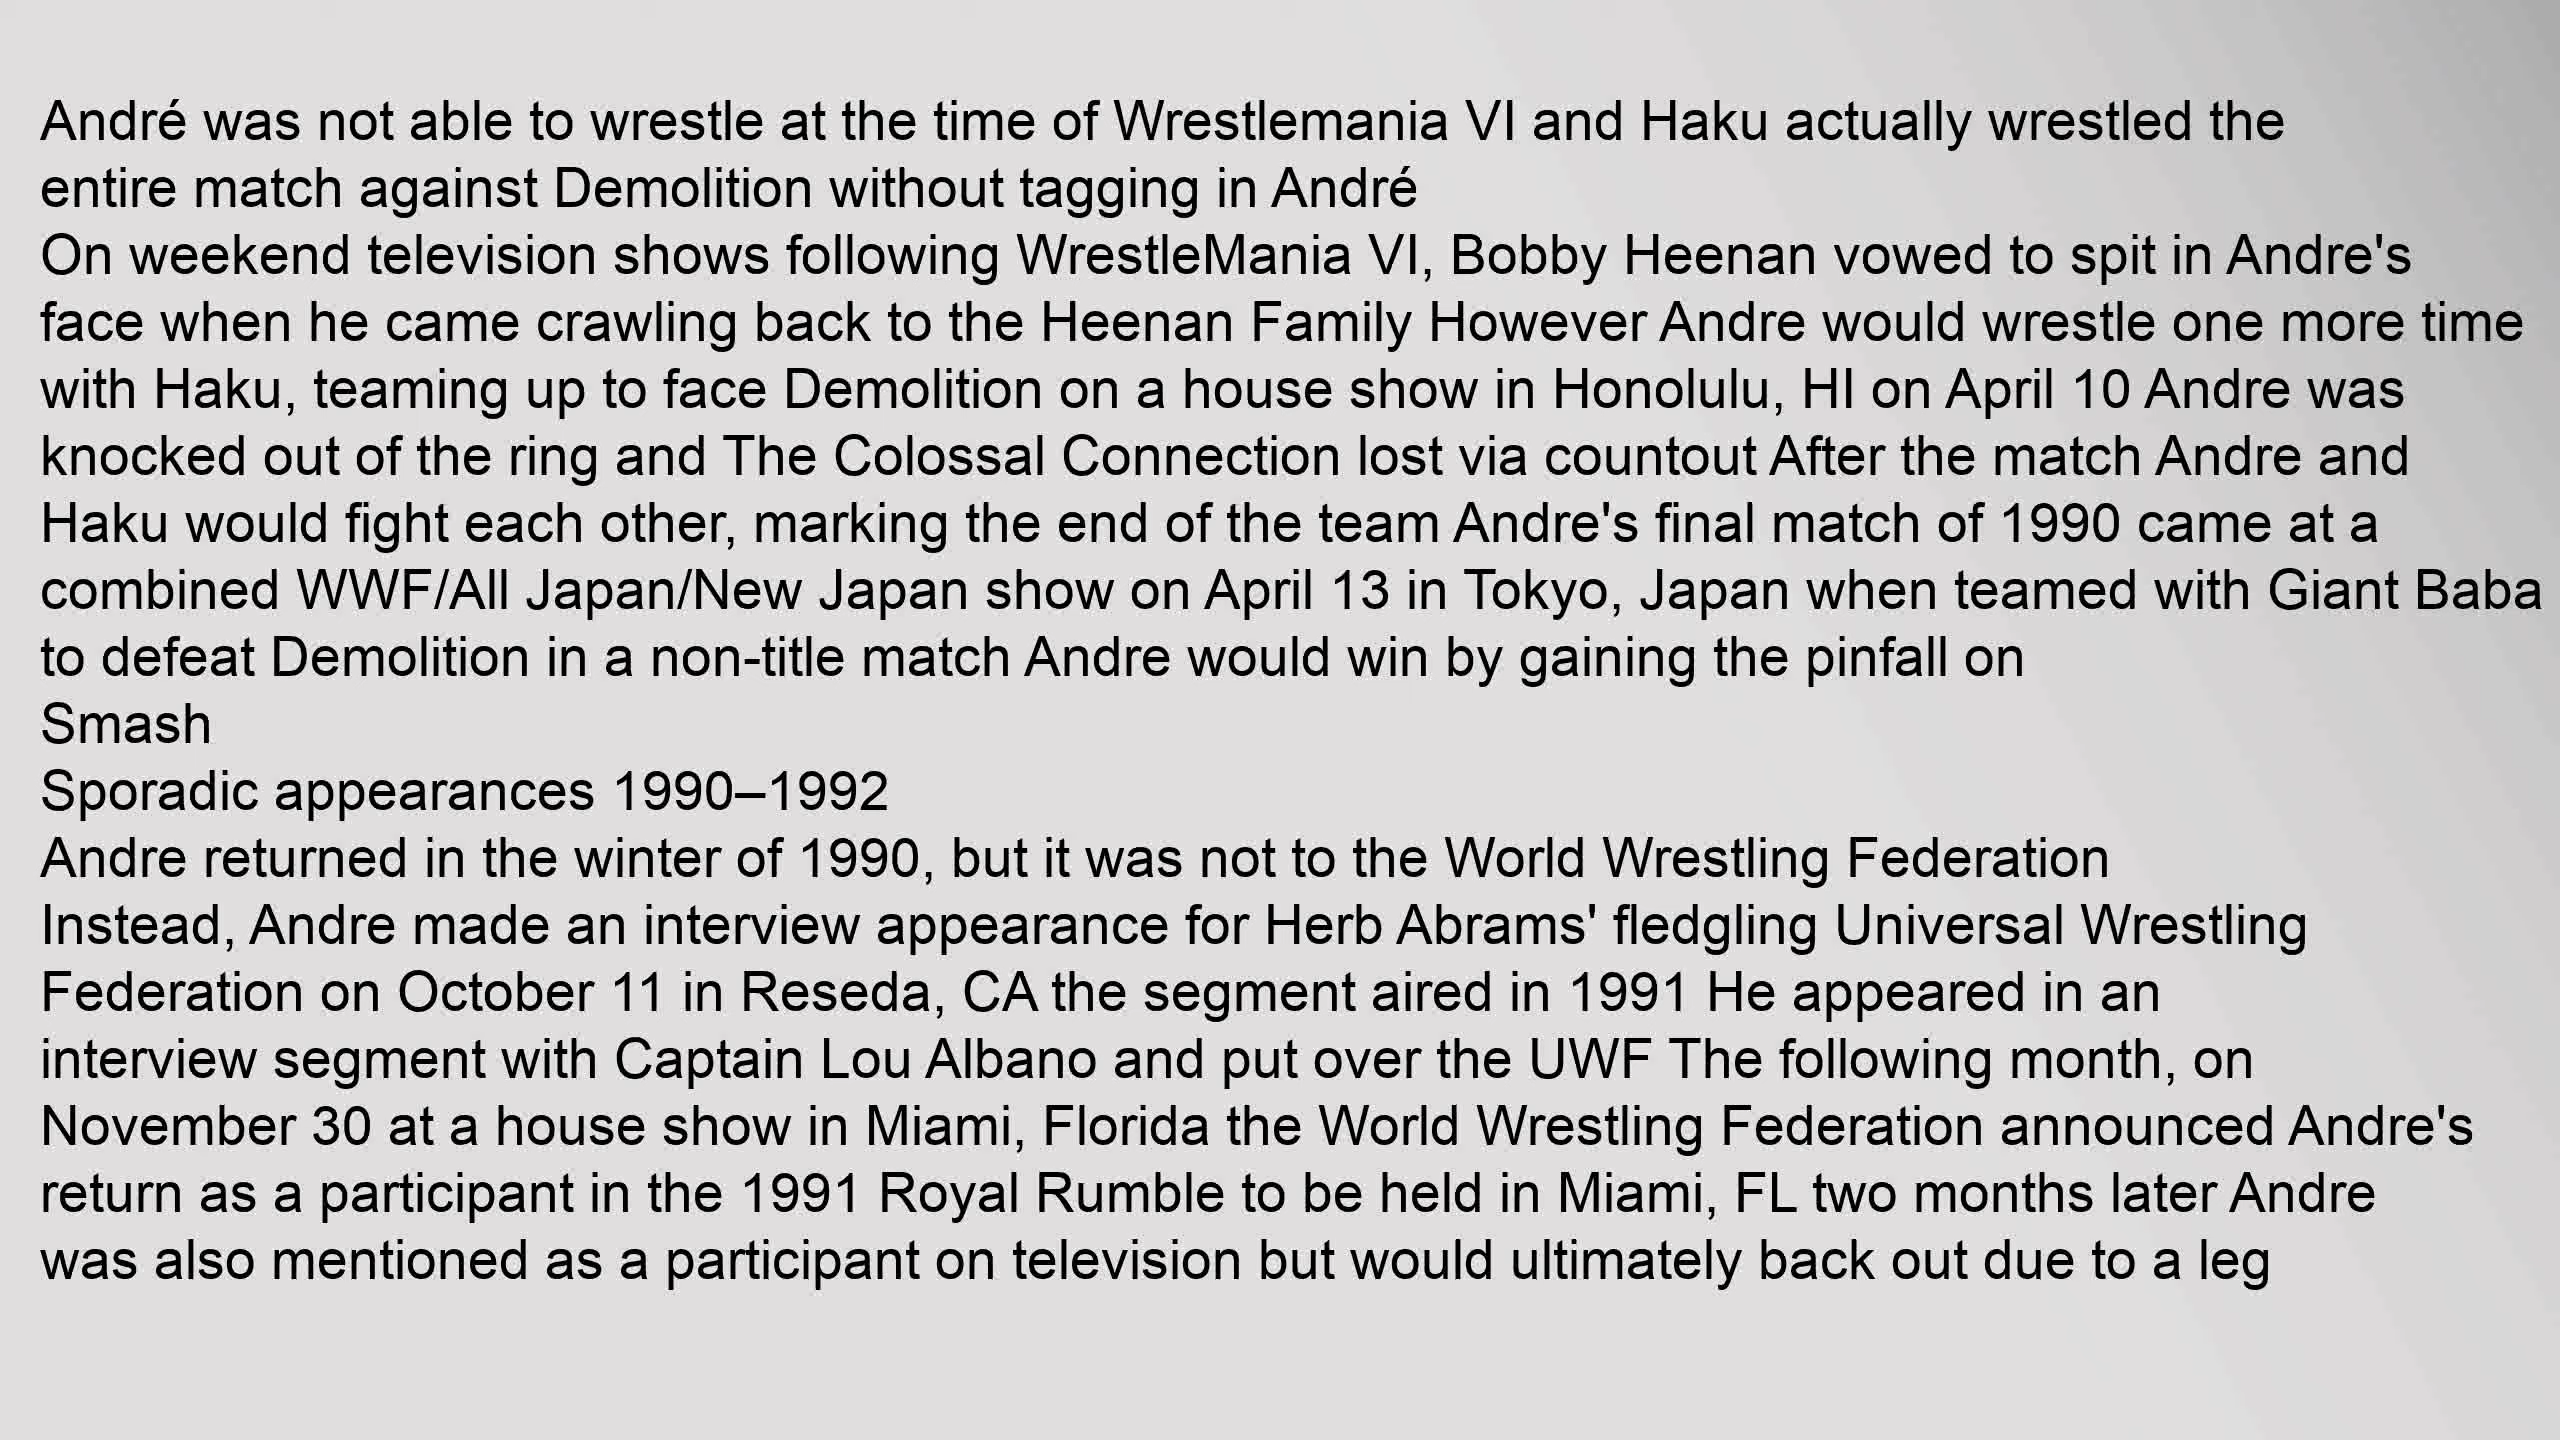 André was not able to wrestle at the time of Wrestlemania VI and Haku actually wrestled the
entire match against Demolition without tagging in André
On weekend television shows following WrestleMania VI, Bobby Heenan vowed to spit in Andre's
face when he came crawling back to the Heenan Family However Andre would wrestle one more time
with Haku, teaming up to face Demolition on a house show in Honolulu, HI on April 10 Andre was
knocked out of the ring and The Colossal Connection lost via countout After the match Andre and
Haku would fight each other, marking the end of the team Andre's final match of 1990 came at a
combined WWF/All Japan/New Japan show on April 13 in Tokyo, Japan when teamed with Giant Baba
to defeat Demolition in a non-title match Andre would win by gaining the pinfall on
Smash
Sporadic appearances 1990–1992
Andre returned in the winter of 1990, but it was not to the World Wrestling Federation
Instead, Andre made an interview appearance for Herb Abrams' fledgling Universal Wrestling
Federation on October 11 in Reseda, CA the segment aired in 1991 He appeared in an
interview segment with Captain Lou Albano and put over the UWF The following month, on
November 30 at a house show in Miami, Florida the World Wrestling Federation announced Andre's
return as a participant in the 1991 Royal Rumble to be held in Miami, FL two months later Andre
was also mentioned as a participant on television but would ultimately back out due to a leg